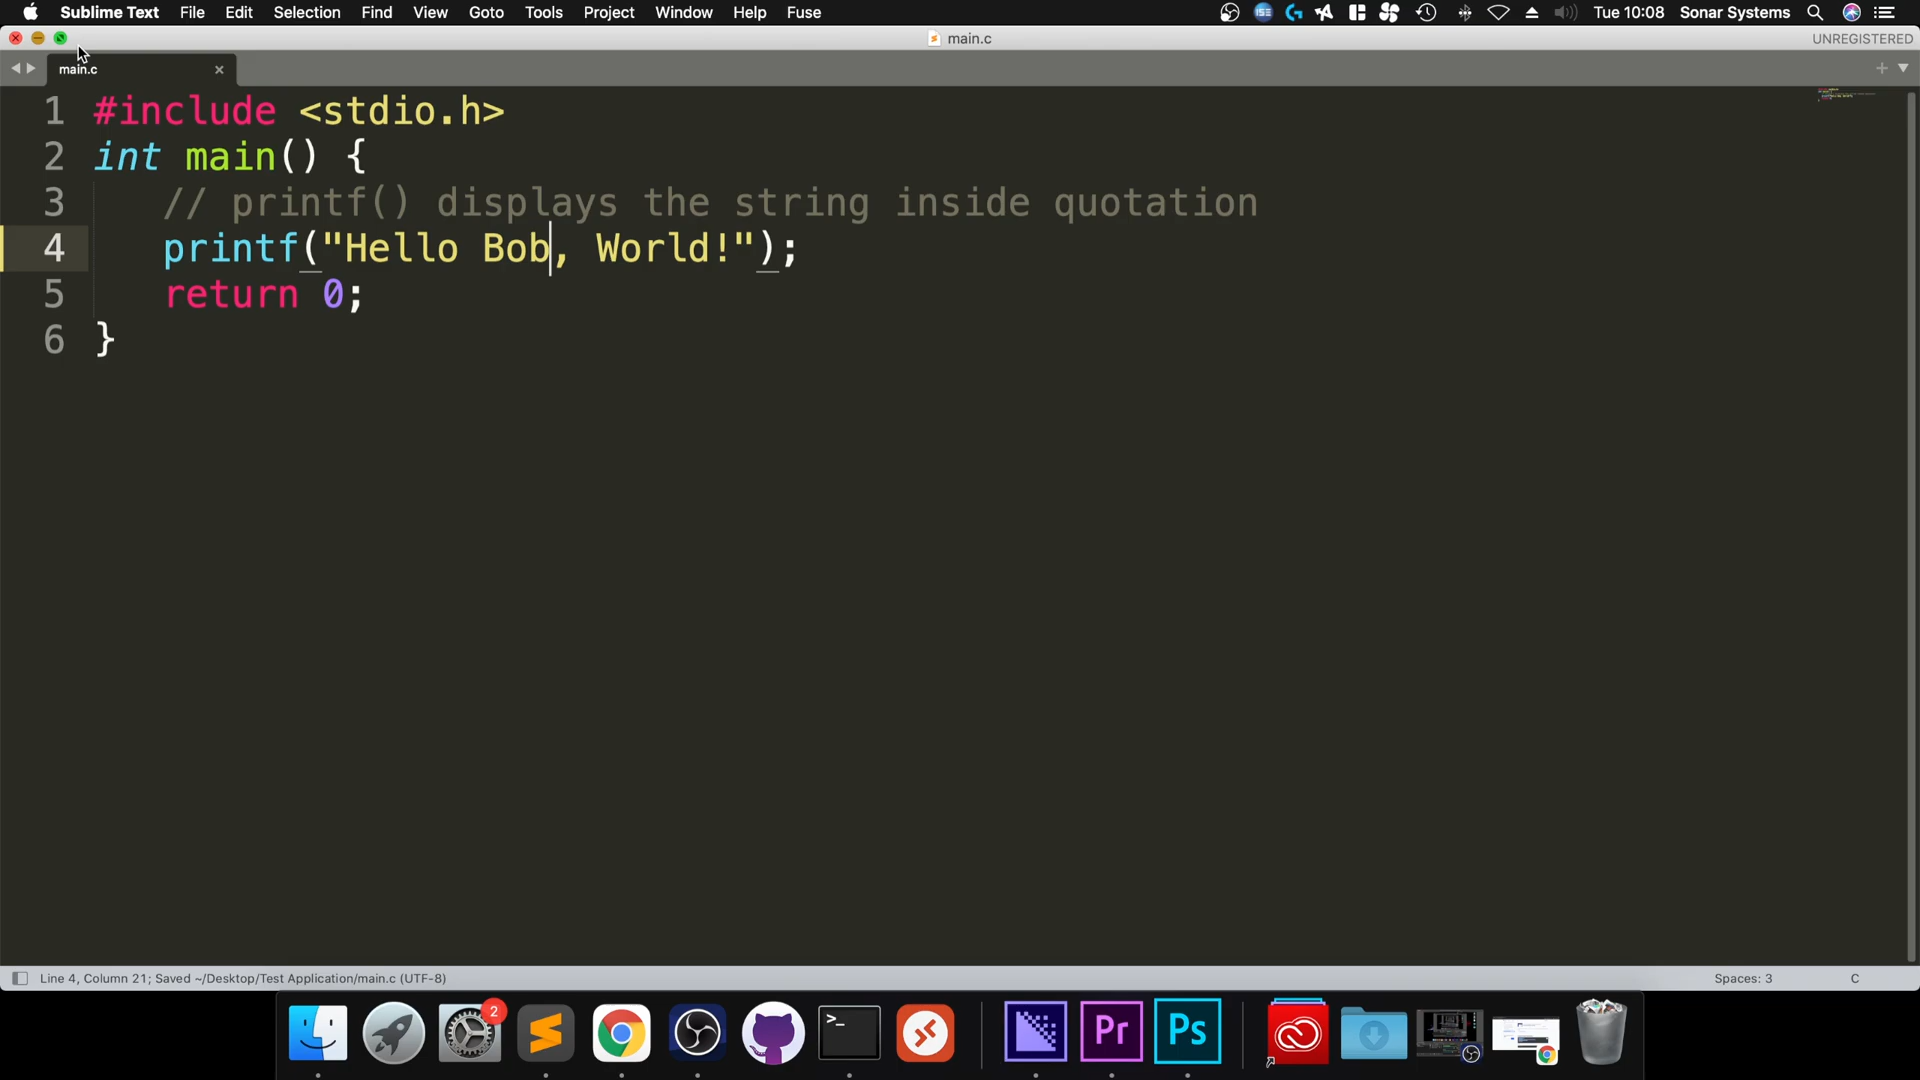 Sublime Text File Edit Selection Find View Goto Tools Project Window Help Fuse Tue 10:08 Sonar Systems
main.c
UNREGISTERED
main.c
1 #include <stdio.h>
2 int main() {
3 // printf() displays the string inside quotation
4 printf("Hello Bob, World!");
5 return 0;
6 }
Line 4, Column 21; Saved ~/Desktop/Test Application/main.c (UTF-8) Spaces: 3 C
2
>_
Pr
Ps